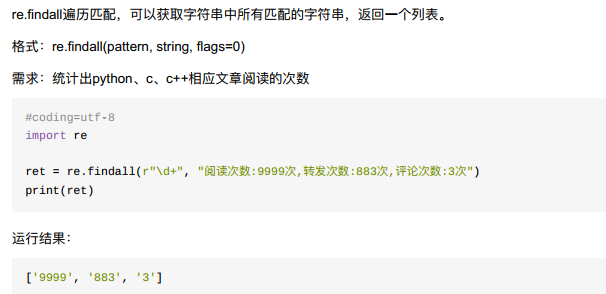 re.findall遍历匹配，可以获取字符串中所有匹配的字符串，返回一个列表。
格式：re.findall(pattern, string, flags=0)
需求：统计出python、c、c++相应文章阅读的次数
#coding=utf-8
import re
ret = re.findall(r"\d+", "阅读次数:9999次,转发次数:883次,评论次数:3次")
print(ret)
运行结果：
['9999', '883', '3']